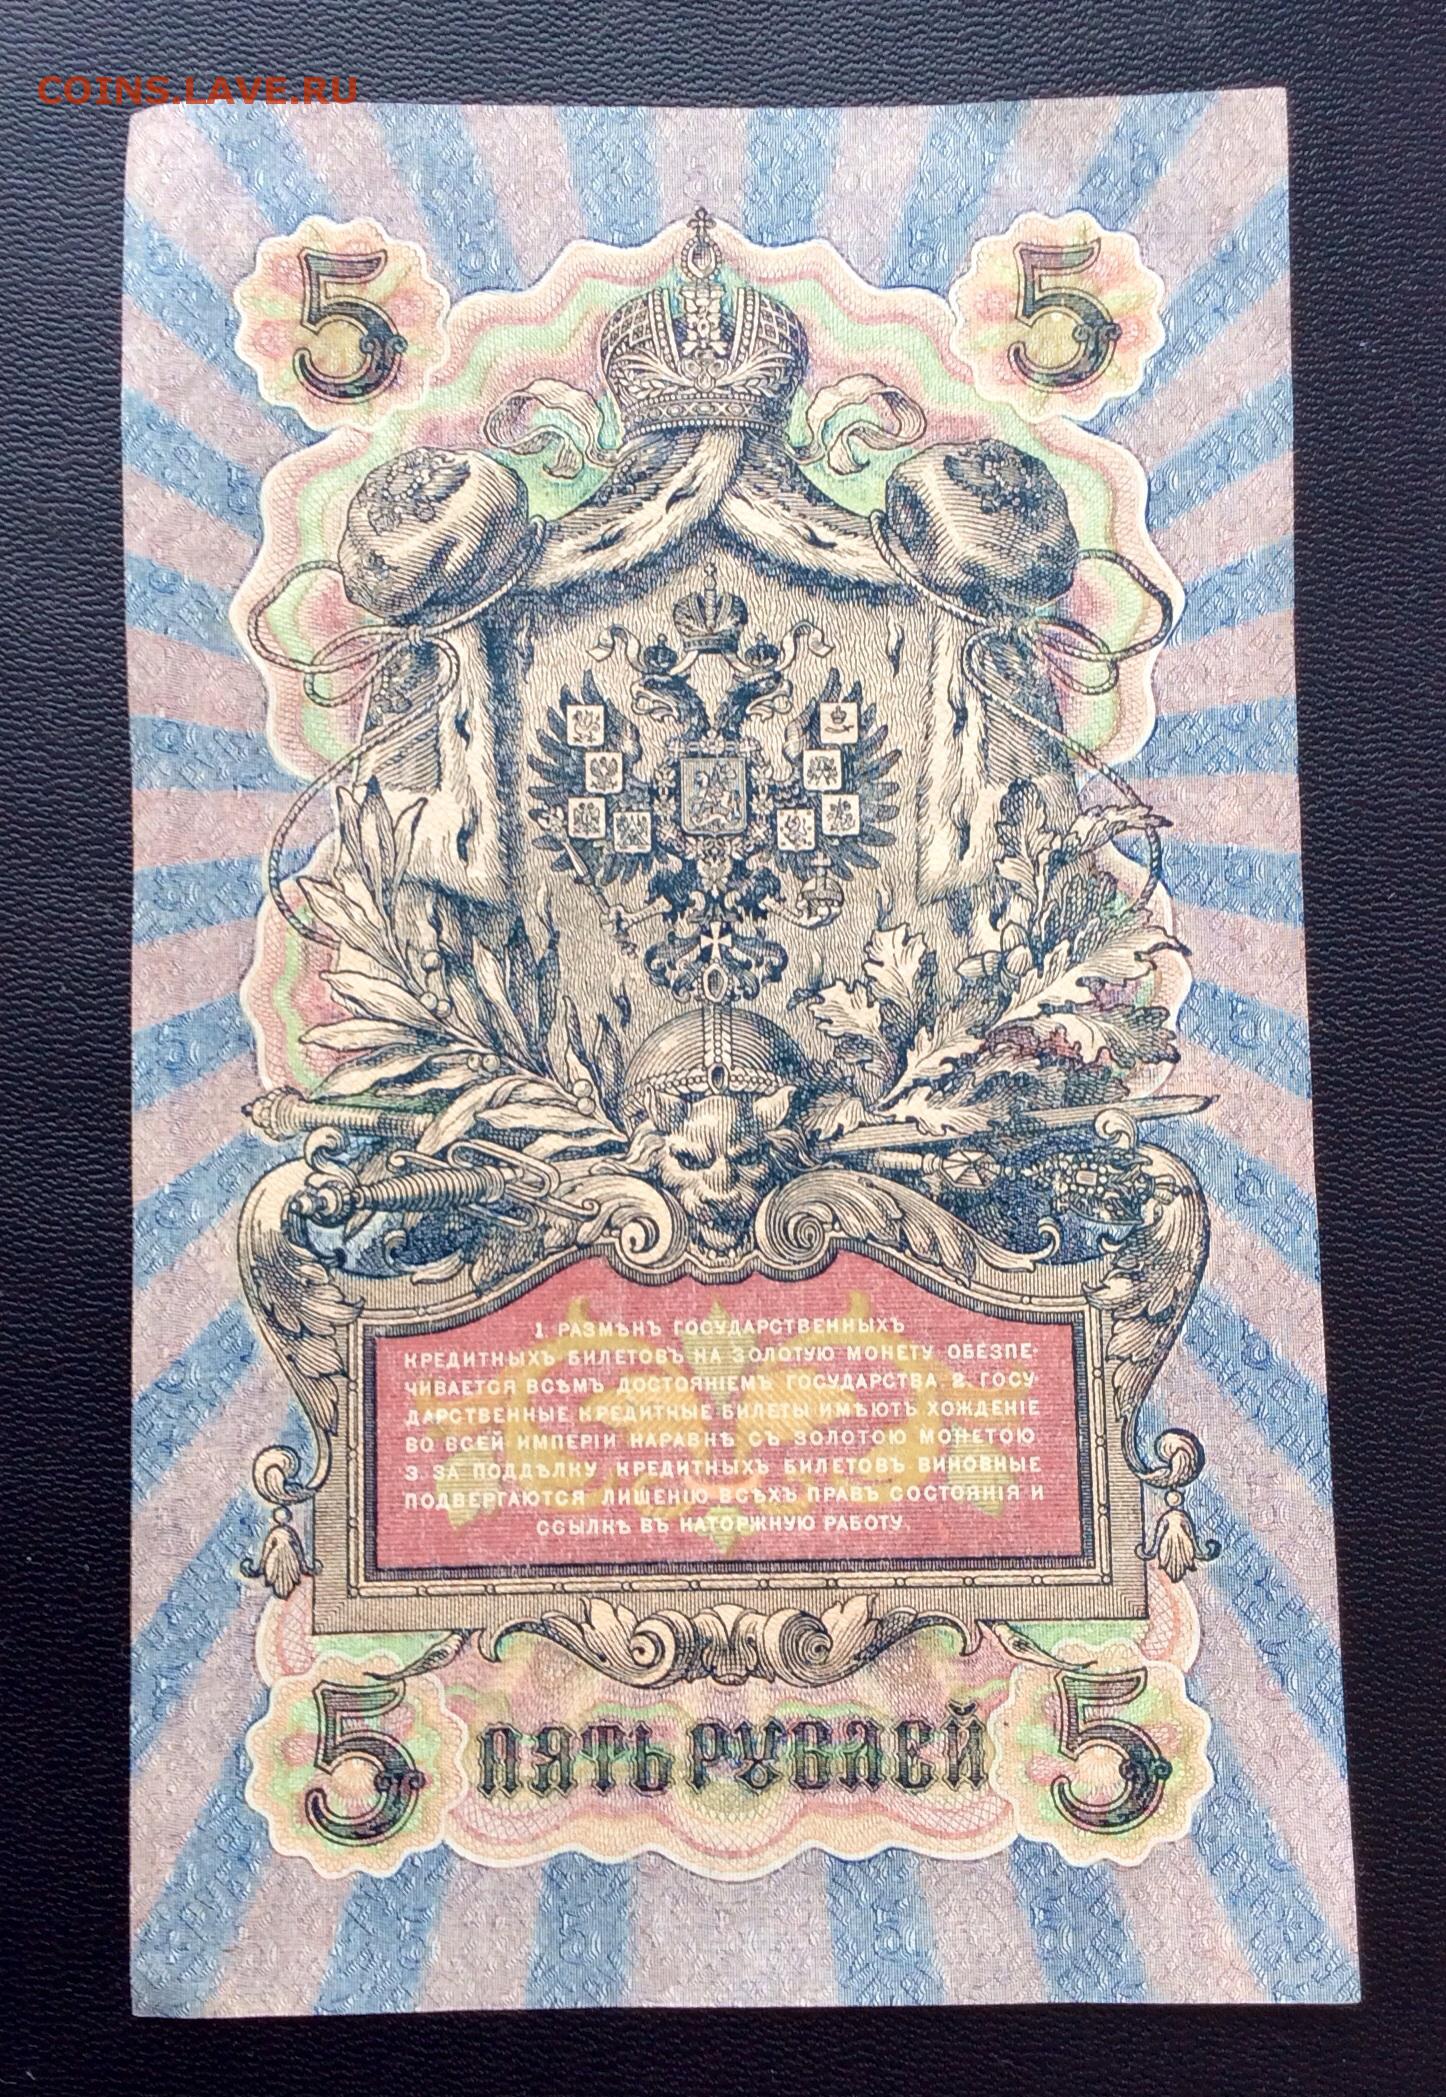 COINS.LAVE.RU
5 5
1. РАЗМѢНЪ ГОСУДАРСТВЕННЫХЪ
КРЕДИТНЫХЪ БИЛЕТОВЪ НА ЗОЛОТУЮ МОНЕТУ ОБЕЗПЕ-
ЧИВАЕТСЯ ВСѢМЪ ДОСТОЯНІЕМЪ ГОСУДАРСТВА. 2. ГОСУ-
ДАРСТВЕННЫЕ КРЕДИТНЫЕ БИЛЕТЫ ИМѢЮТЪ ХОЖДЕНІЕ
ВО ВСЕЙ ИМПЕРІИ НАРАВНѢ СЪ ЗОЛОТОЮ МОНЕТОЮ.
3. ЗА ПОДДѢЛКУ КРЕДИТНЫХЪ БИЛЕТОВЪ ВИНОВНЫЕ
ПОДВЕРГАЮТСЯ ЛИШЕНІЮ ВСѢХЪ ПРАВЪ СОСТОЯНІЯ И
ССЫЛКѢ ВЪ КАТОРЖНУЮ РАБОТУ.
5 ПЯТЬ РУБЛЕЙ 5